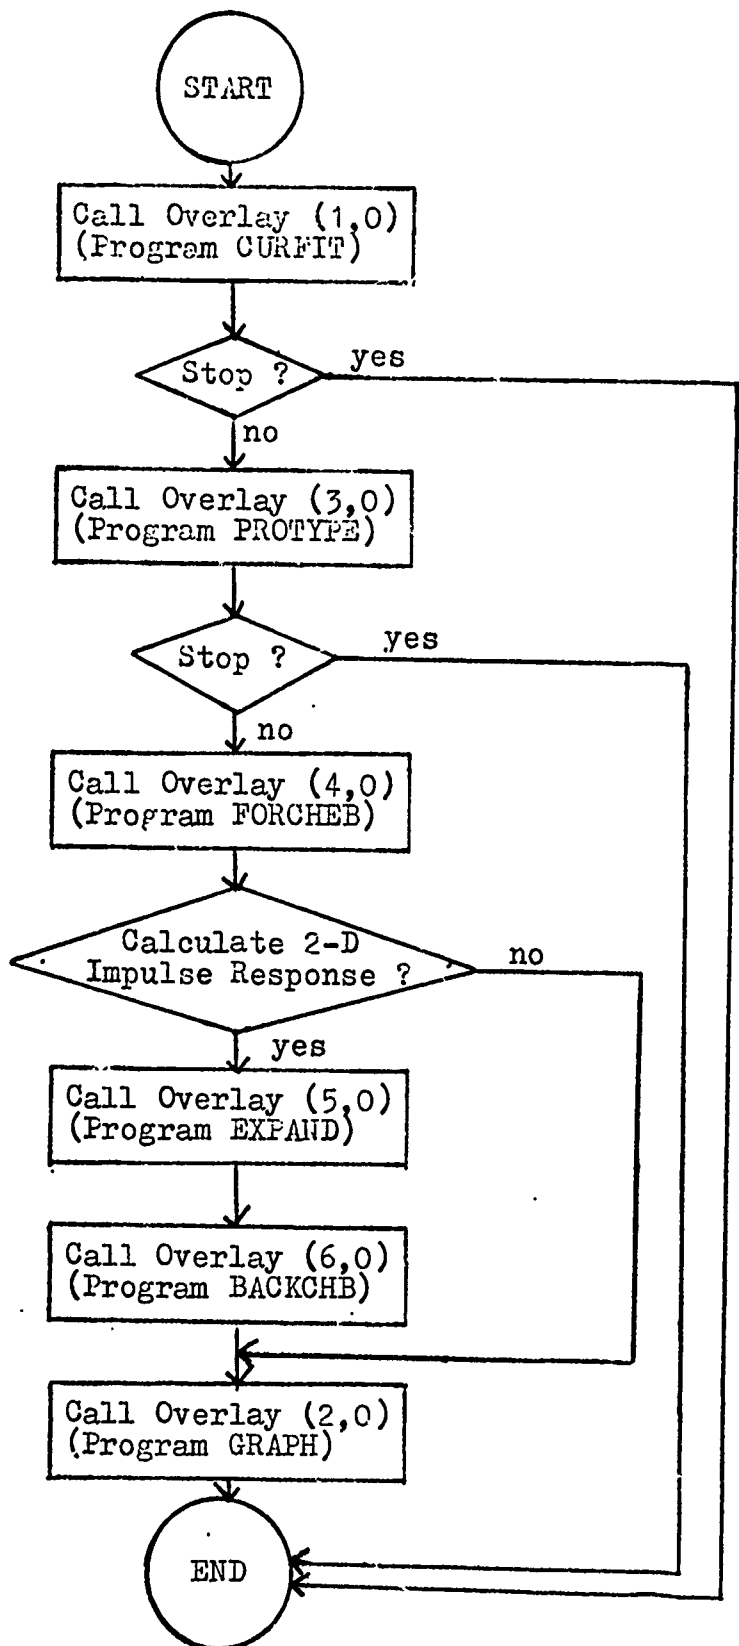 START
Call Overlay (1,0)
(Program CURFIT)
Stop ?
yes
no
Call Overlay (3,0)
(Program PROTYPE)
Stop ?
yes
no
Call Overlay (4,0)
(Program FORCHEB)
Calculate 2-D
Impulse Response ?
no
yes
Call Overlay (5,0)
(Program EXPAND)
Call Overlay (6,0)
(Program BACKCHB)
Call Overlay (2,0)
(Program GRAPH)
END